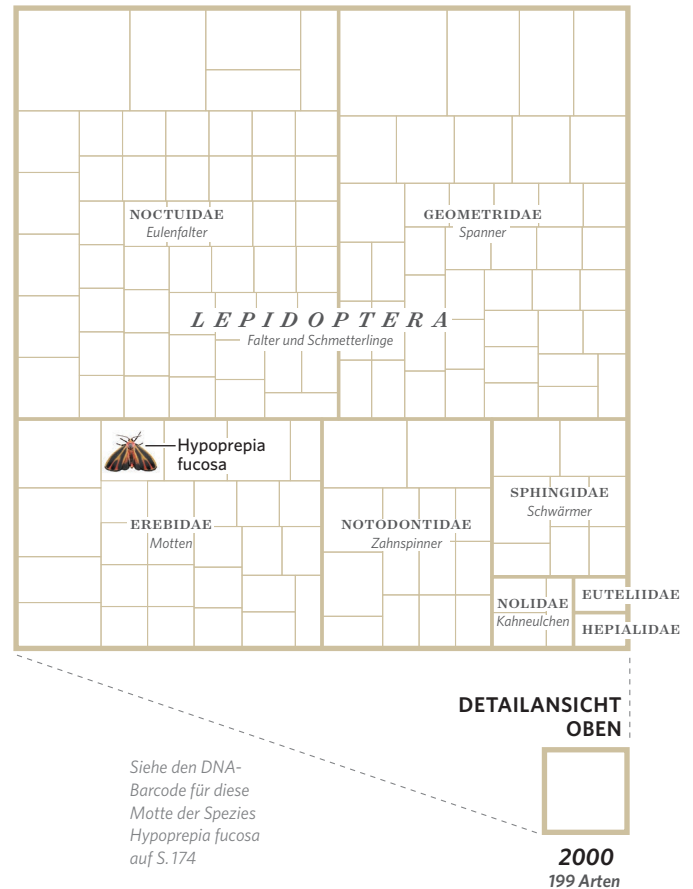 NOCTUIDAE
Eulenfalter
GEOMETRIDAE
Spanner
LEPIDOPTERA
Falter und Schmetterlinge
Hypoprepia
fucosa
EREBIDAE
Motten
NOTODONTIDAE
Zahnspinner
SPHINGIDAE
Schwärmer
NOLIDAE
Kahneulchen
EUTELIIDAE
HEPIALIDAE
DETAILANSICHT
OBEN
Siehe den DNA-
Barcode für diese
Motte der Spezies
Hypoprepia fucosa
auf S. 174
2000
199 Arten